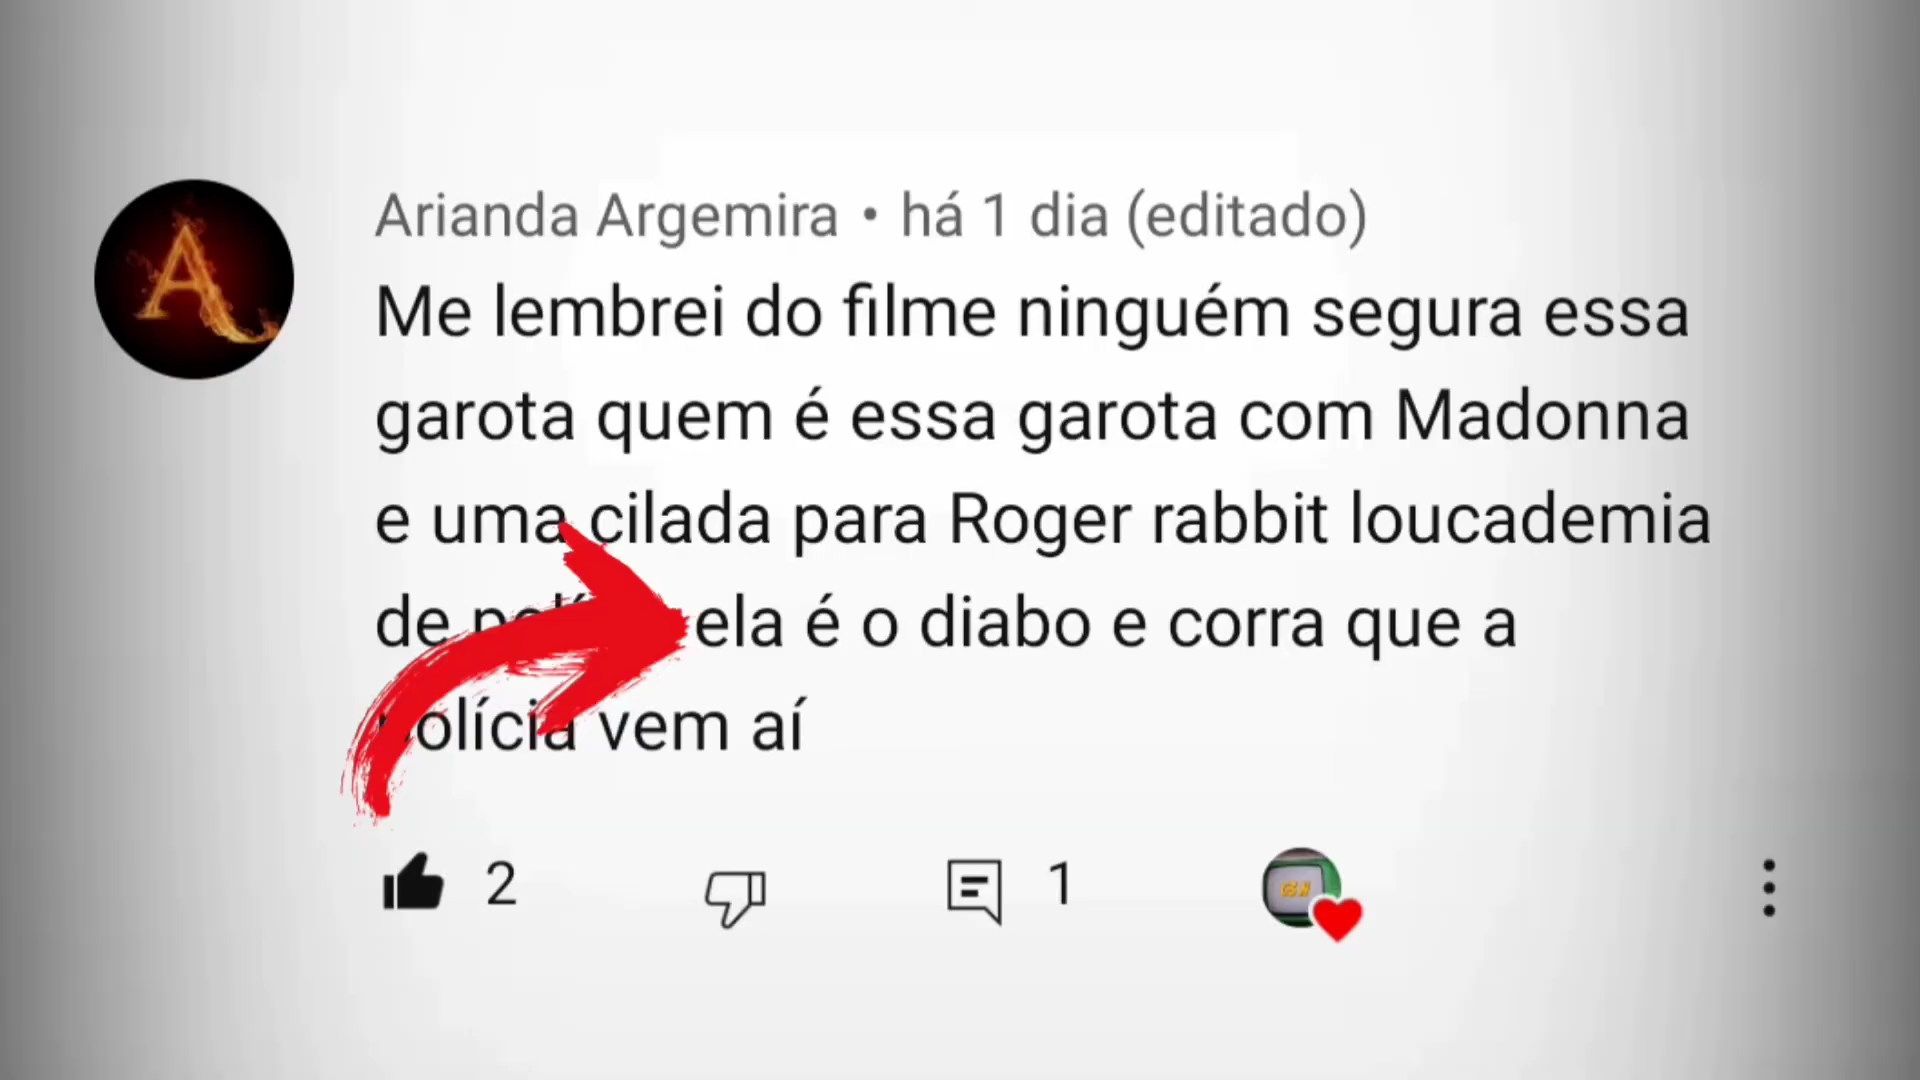 Arianda Argemira • há 1 dia (editado)
Me lembrei do filme ninguém segura essa
garota quem é essa garota com Madonna
e uma cilada para Roger rabbit loucademia
de ela é o diabo e corra que a
polícia vem aí
2 1